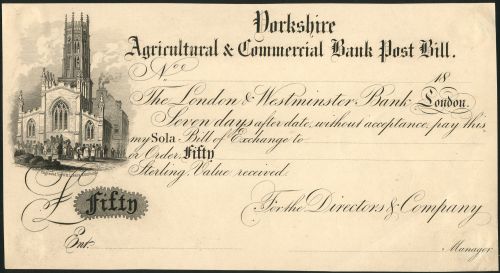 Yorkshire
Agricultural & Commercial Bank Post Bill.
No 18
The London & Westminster Bank London.
Seven days after date, without acceptance, pay this
my Sola Bill of Exchange to
or Order, Fifty
Sterling, Value received.
£ Fifty
For the Directors & Company
Ent.
Manager.